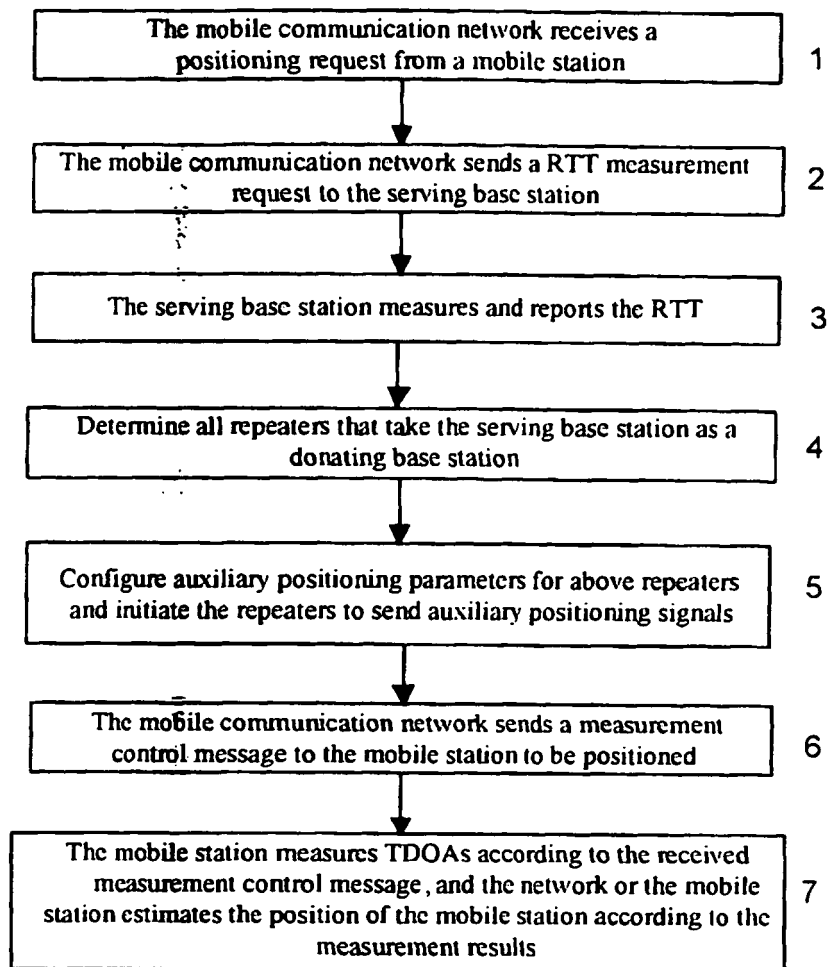 The mobile communication network receives a
positioning request from a mobile station
1
The mobile communication network sends a RTT measurement
request to the serving base station
2
The serving base station measures and reports the RTT
3
Determine all repeaters that take the serving base station as a
donating base station
4
Configure auxiliary positioning parameters for above repeaters
and initiate the repeaters to send auxiliary positioning signals
5
The mobile communication network sends a measurement
control message to the mobile station to be positioned
6
The mobile station measures TDOAs according to the received
measurement control message, and the network or the mobile
station estimates the position of the mobile station according to the
measurement results
7